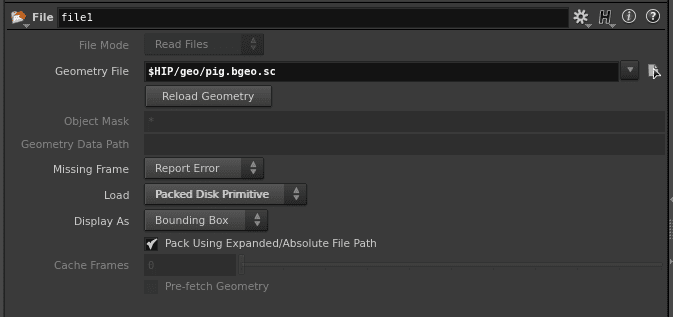 File file1
File Mode Read Files
Geometry File $HIP/geo/pig.bgeo.sc
Reload Geometry
Object Mask *
Geometry Data Path
Missing Frame Report Error
Load Packed Disk Primitive
Display As Bounding Box
Pack Using Expanded/Absolute File Path
Cache Frames 0
Pre-fetch Geometry